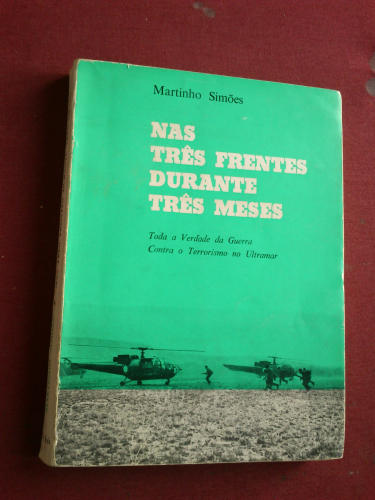 Martinho Simões
NAS
TRÊS FRENTES
DURANTE
TRÊS MESES
Toda a Verdade da Guerra
Contra o Terrorismo no Ultramar